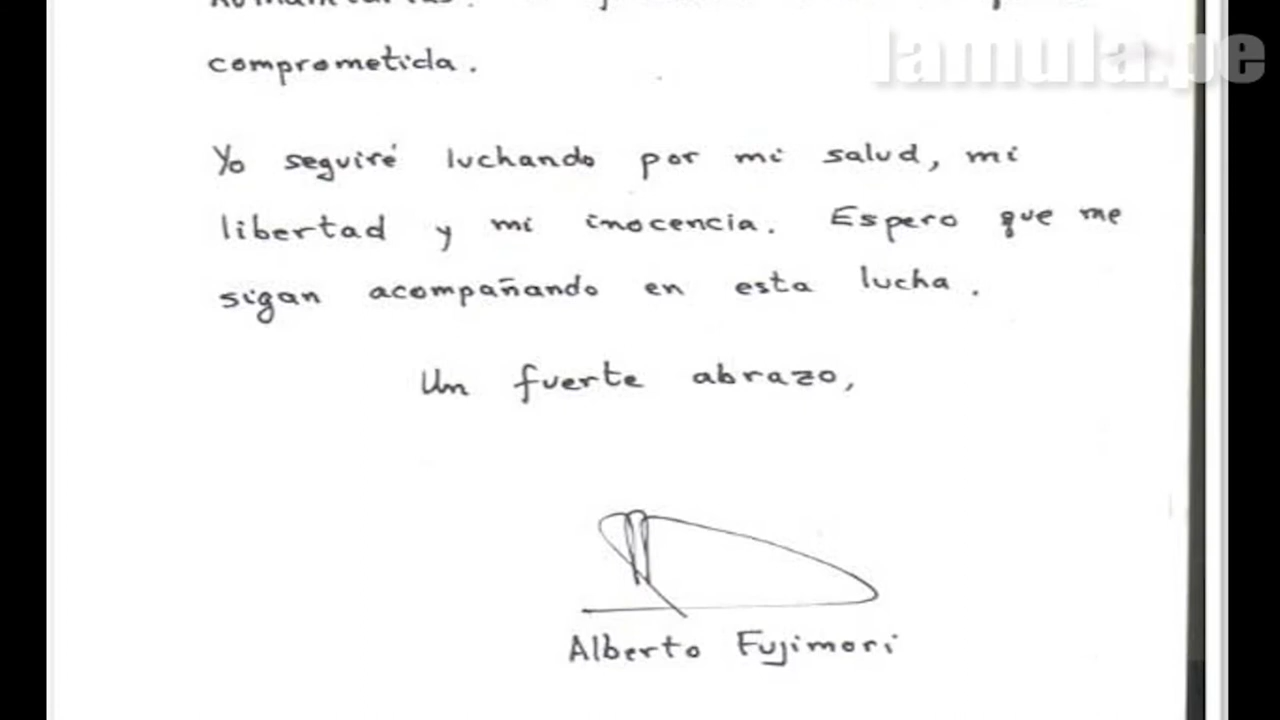 lamula.pe
comprometida.
Yo seguiré luchando por mi salud, mi
libertad y mi inocencia. Espero que me
sigan acompañando en esta lucha.
Un fuerte abrazo,
Alberto Fujimori